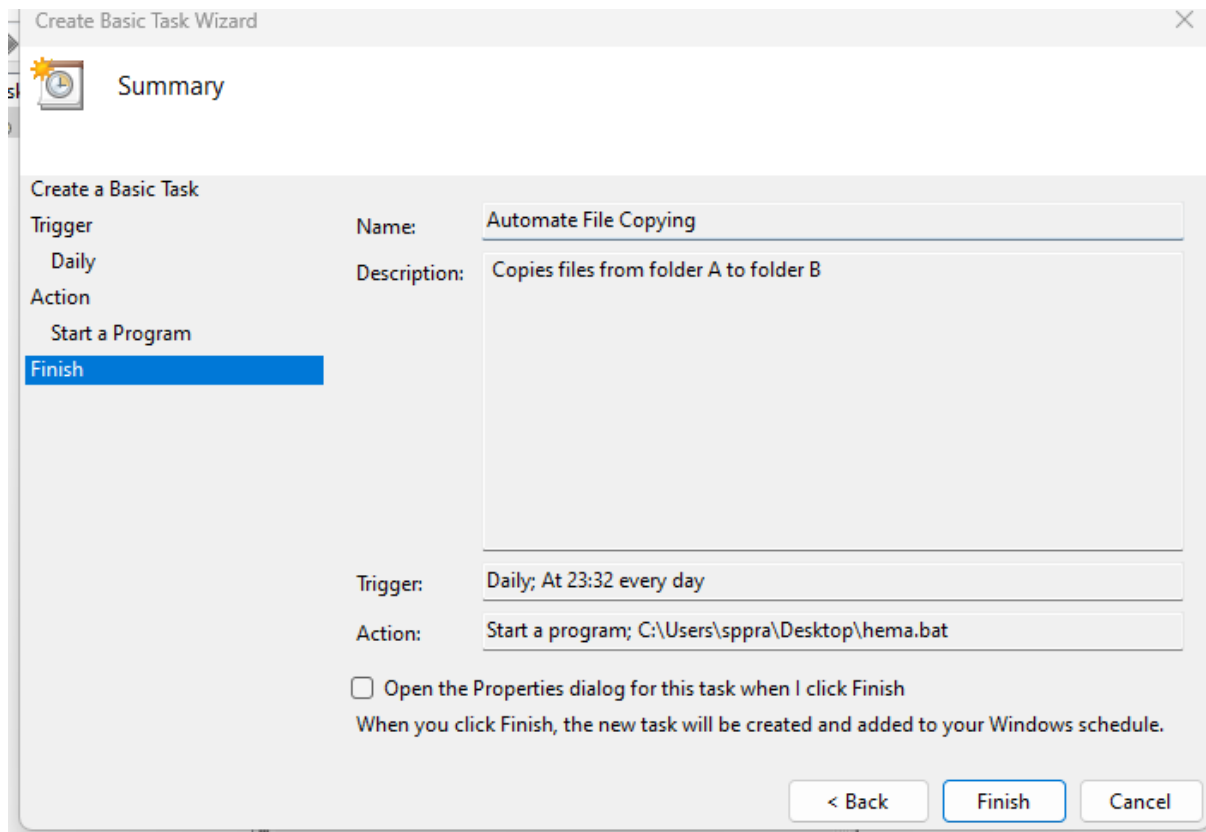 Create Basic Task Wizard
Summary
Create a Basic Task
Trigger
Daily
Action
Start a Program
Finish
Name:
Automate File Copying
Description:
Copies files from folder A to folder B
Trigger:
Daily; At 23:32 every day
Action:
Start a program; C:\Users\sppra\Desktop\hema.bat
Open the Properties dialog for this task when I click Finish
When you click Finish, the new task will be created and added to your Windows schedule.
< Back
Finish
Cancel